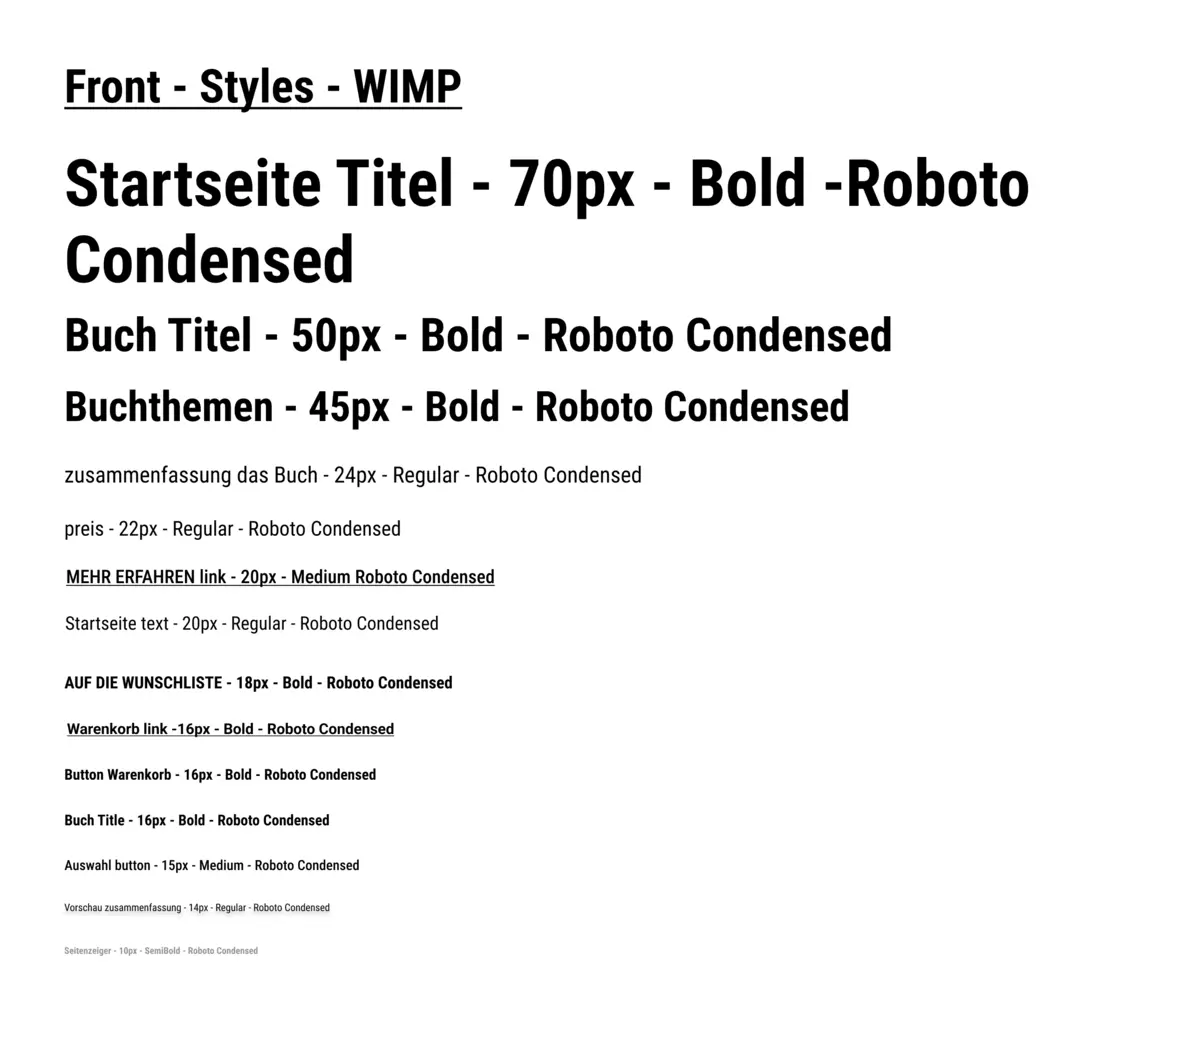 Front - Styles - WIMP
Startseite Titel - 70px - Bold -Roboto
Condensed
Buch Titel - 50px - Bold - Roboto Condensed
Buchthemen - 45px - Bold - Roboto Condensed
zusammenfassung das Buch - 24px - Regular - Roboto Condensed
preis - 22px - Regular - Roboto Condensed
MEHR ERFAHREN link - 20px - Medium Roboto Condensed
Startseite text - 20px - Regular - Roboto Condensed
AUF DIE WUNSCHLISTE - 18px - Bold - Roboto Condensed
Warenkorb link -16px - Bold - Roboto Condensed
Button Warenkorb - 16px - Bold - Roboto Condensed
Buch Title - 16px - Bold - Roboto Condensed
Auswahl button - 15px - Medium - Roboto Condensed
Vorschau zusammenfassung - 14px - Regular - Roboto Condensed
Seitenzeiger - 10px - SemiBold - Roboto Condensed